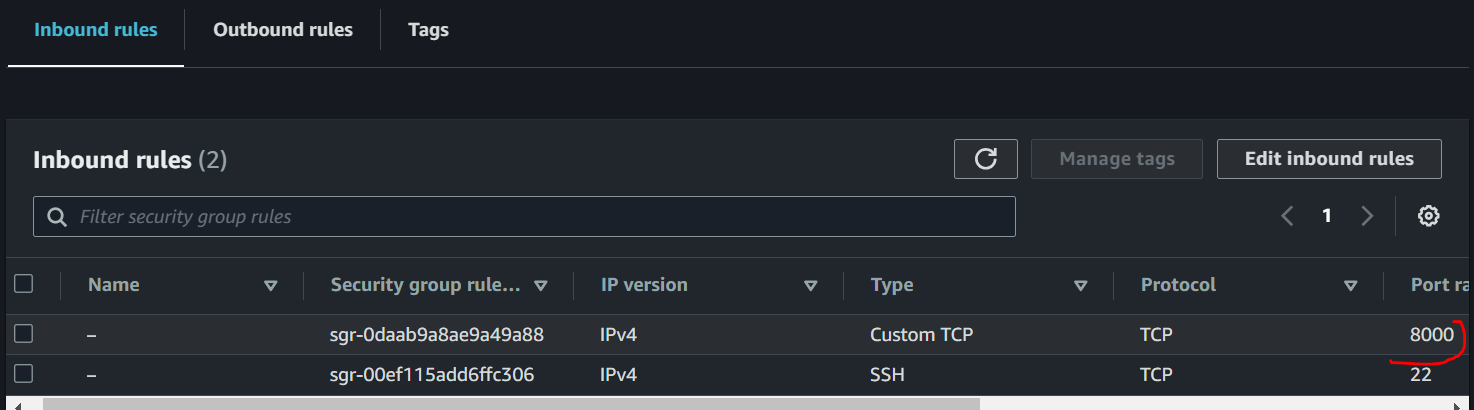 Inbound rules Outbound rules Tags
Inbound rules (2) Manage tags Edit inbound rules
Filter security group rules 1
Name Security group rule... IP version Type Protocol Port ra
– sgr-0daab9a8ae9a49a88 IPv4 Custom TCP TCP 8000
– sgr-00ef115add6ffc306 IPv4 SSH TCP 22